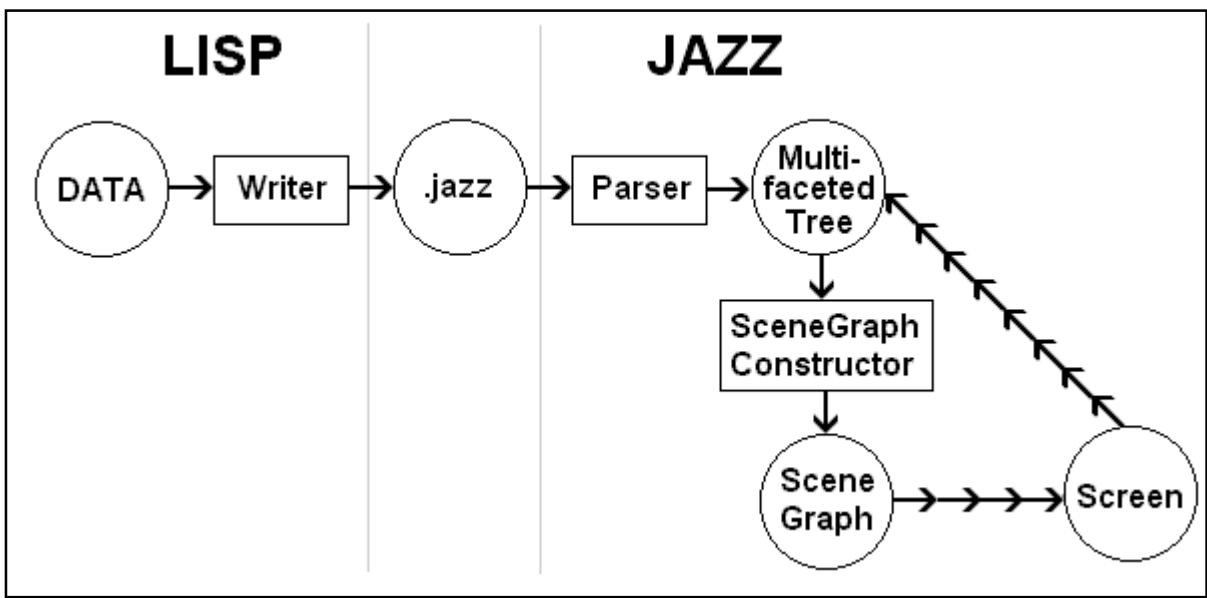 LISP
JAZZ
DATA
Writer
.jazz
Parser
Multi-
faceted
Tree
SceneGraph
Constructor
Scene
Graph
Screen